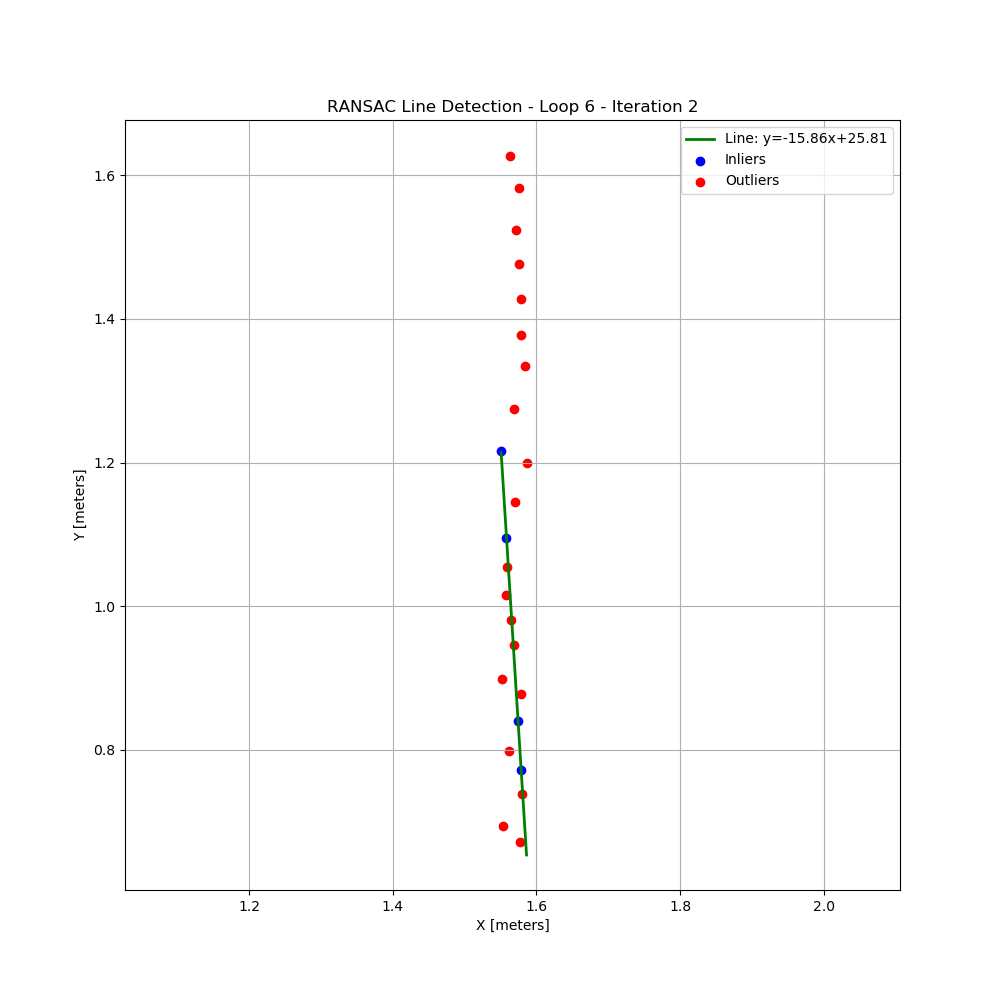 RANSAC Line Detection - Loop 6 - Iteration 2
Line: y=-15.86x+25.81
Inliers
Outliers
1.6
1.4
1.2
1.0
0.8
Y [meters]
1.2 1.4 1.6 1.8 2.0
X [meters]